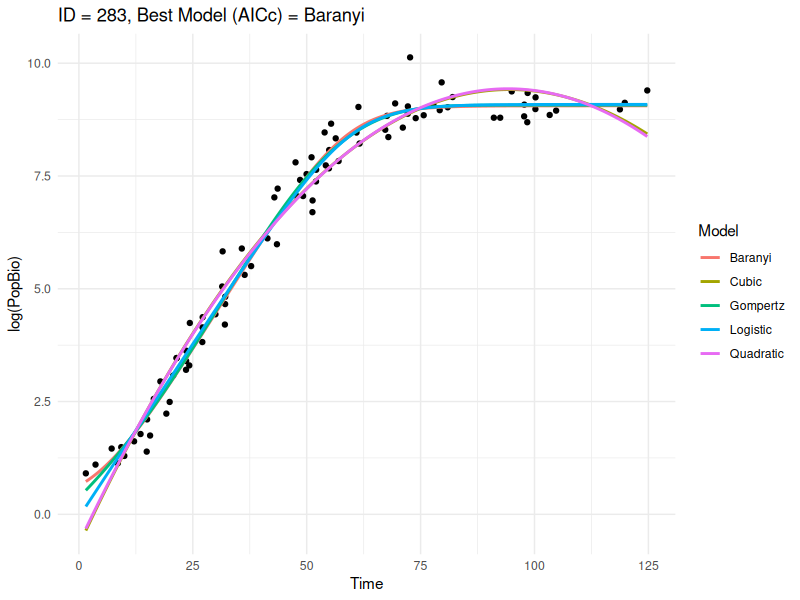 ID = 283, Best Model (AICc) = Baranyi
10.0
7.5
5.0
2.5
0.0
log(PopBio)
0 25 50 75 100 125
Time
Model
Baranyi
Cubic
Gompertz
Logistic
Quadratic